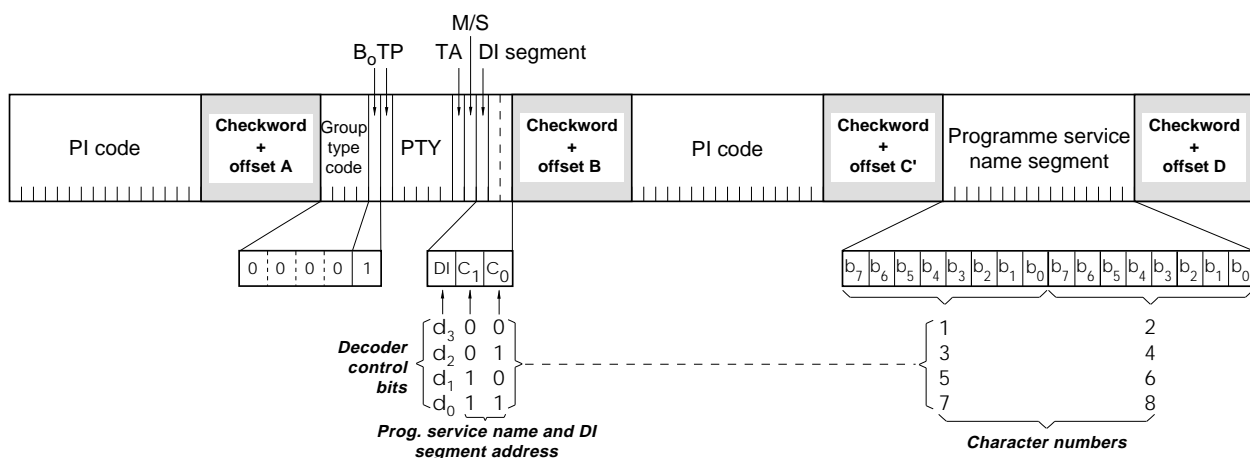 M/S
B₀TP TA DI segment
PI code
Checkword
+
offset A
Group
type
code
PTY
Checkword
+
offset B
PI code
Checkword
+
offset C'
Programme service
name segment
Checkword
+
offset D
0 0 0 0 1
DI C₁ C₀
b₇ b₆ b₅ b₄ b₃ b₂ b₁ b₀ b₇ b₆ b₅ b₄ b₃ b₂ b₁ b₀
Decoder
control
bits
d₃ 0 0
d₂ 0 1
d₁ 1 0
d₀ 1 1
1 2
3 4
5 6
7 8
Prog. service name and DI
segment address
Character numbers